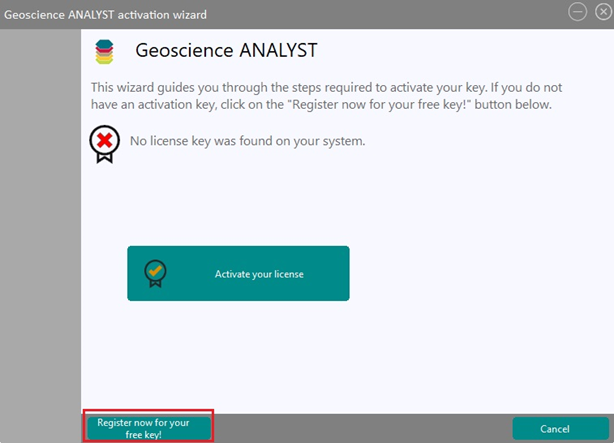 Geoscience ANALYST activation wizard
Geoscience ANALYST
This wizard guides you through the steps required to activate your key. If you do not
have an activation key, click on the "Register now for your free key!" button below.
No license key was found on your system.
Activate your license
Register now for your
free key!
Cancel